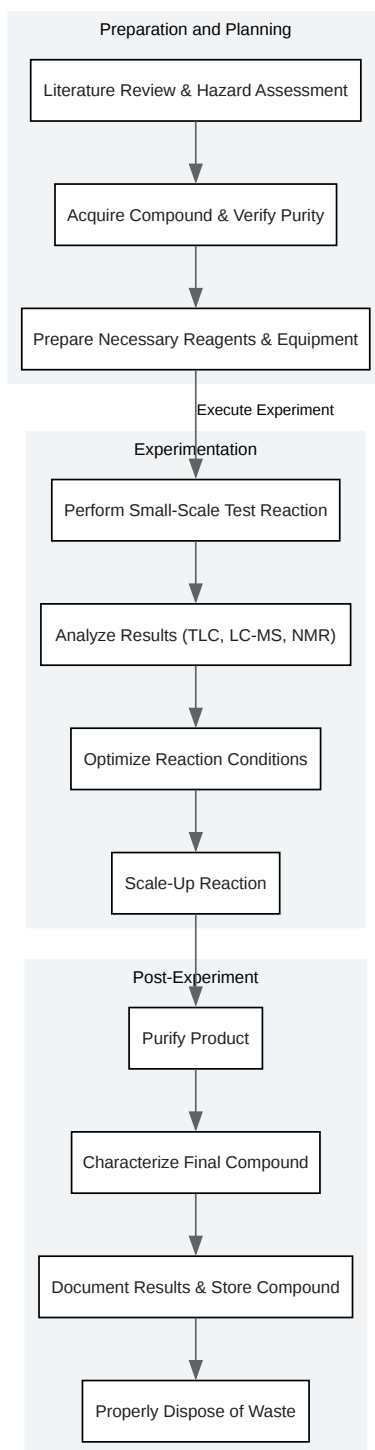 Preparation and Planning
Literature Review & Hazard Assessment
Acquire Compound & Verify Purity
Prepare Necessary Reagents & Equipment
Execute Experiment
Experimentation
Perform Small-Scale Test Reaction
Analyze Results (TLC, LC-MS, NMR)
Optimize Reaction Conditions
Scale-Up Reaction
Post-Experiment
Purify Product
Characterize Final Compound
Document Results & Store Compound
Properly Dispose of Waste